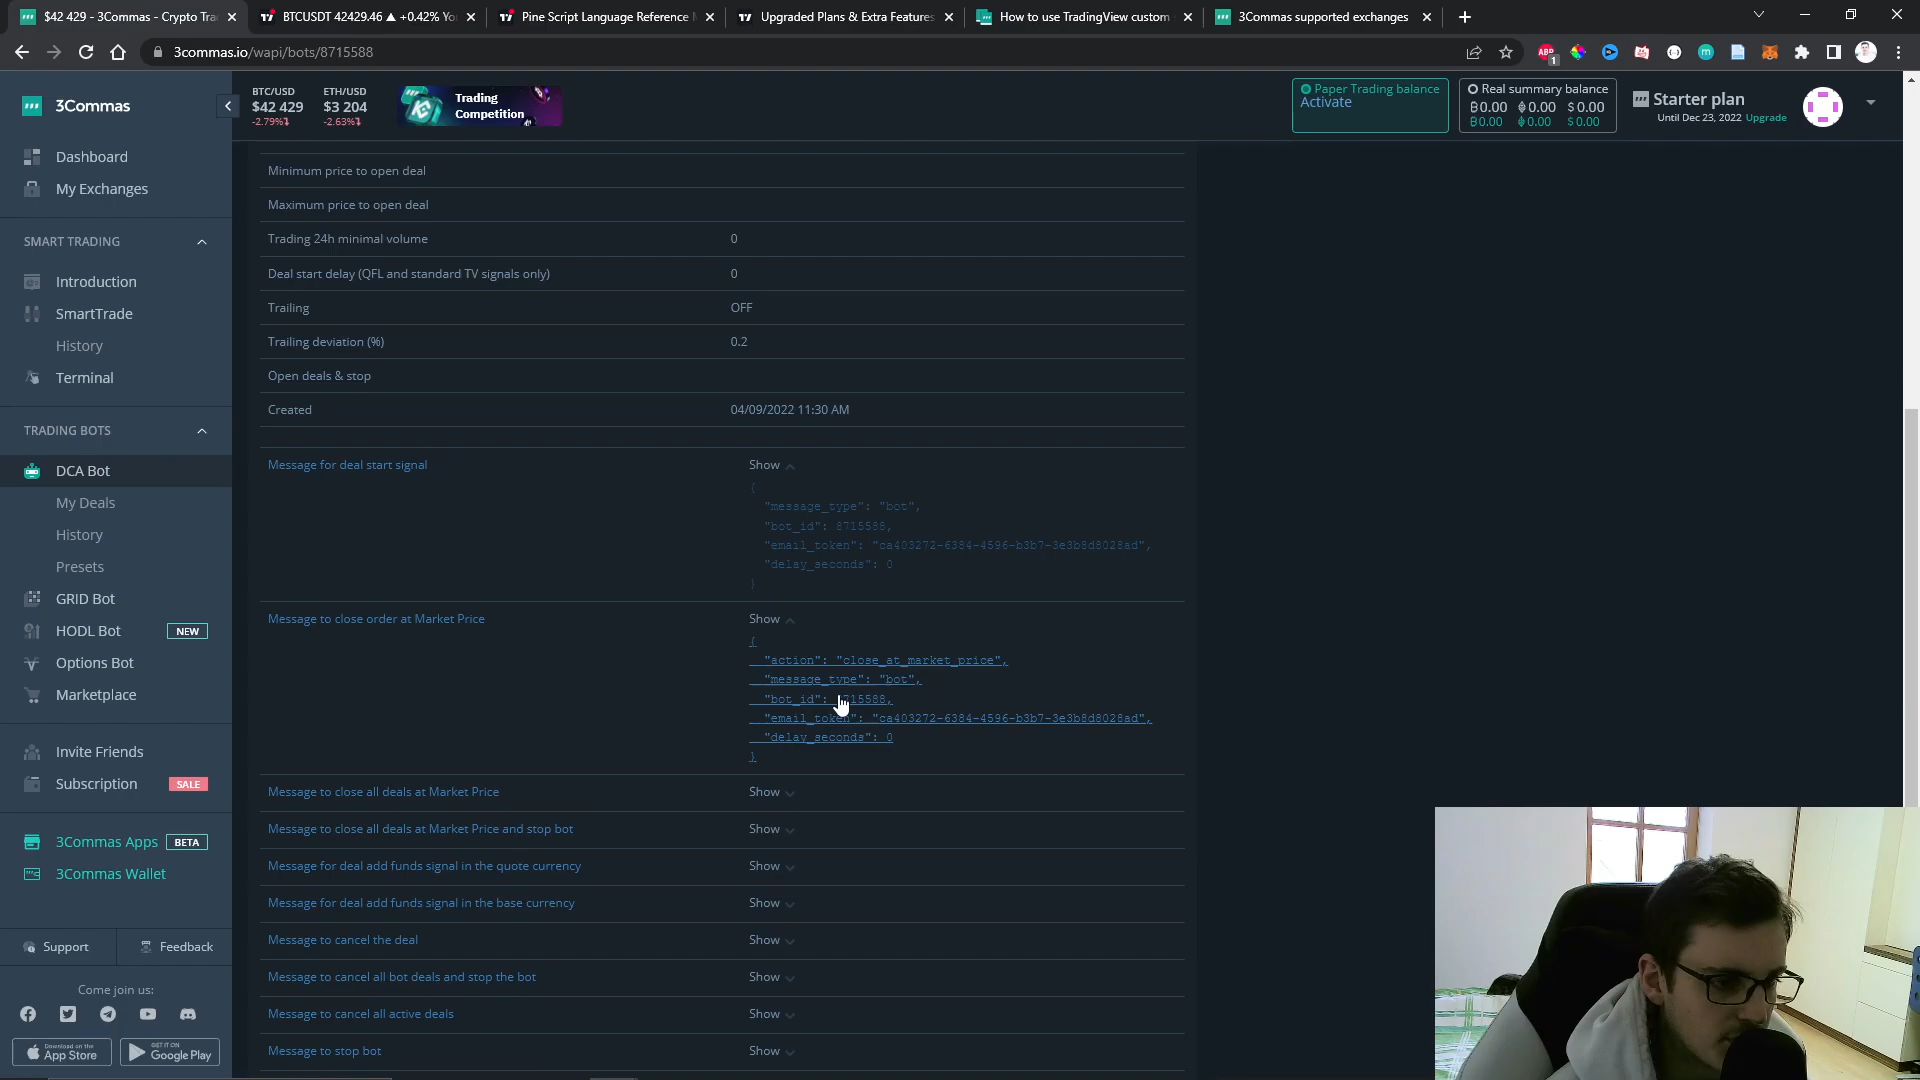 $42 429 - 3Commas - Crypto Tra
BTCUSDT 42429.46 ▲ +0.42% Yo
Pine Script Language Reference M
Upgraded Plans & Extra Features
How to use TradingView custom
3Commas supported exchanges
3commas.io/wapi/bots/8715588
3Commas
BTC/USD
$42 429
-2.79%
ETH/USD
$3 204
-2.63%
Trading
Competition
Paper Trading balance
Activate
Real summary balance
₿0.00 0.00 $0.00
₿0.00 0.00 $0.00
Starter plan
Until Dec 23, 2022 Upgrade
Dashboard
My Exchanges
SMART TRADING
Introduction
SmartTrade
History
Terminal
TRADING BOTS
DCA Bot
My Deals
History
Presets
GRID Bot
HODL Bot NEW
Options Bot
Marketplace
Invite Friends
Subscription SALE
3Commas Apps BETA
3Commas Wallet
Support
Feedback
Come join us:
Download on the
App Store
GET IT ON
Google Play
Minimum price to open deal
Maximum price to open deal
Trading 24h minimal volume 0
Deal start delay (QFL and standard TV signals only) 0
Trailing OFF
Trailing deviation (%) 0.2
Open deals & stop
Created 04/09/2022 11:30 AM
Message for deal start signal Show
{
"message_type": "bot",
"bot_id": 8715588,
"email_token": "ca403272-6384-4596-b3b7-3e3b8d8028ad",
"delay_seconds": 0
}
Message to close order at Market Price Show
{
"action": "close_at_market_price",
"message_type": "bot",
"bot_id": 8715588,
"email_token": "ca403272-6384-4596-b3b7-3e3b8d8028ad",
"delay_seconds": 0
}
Message to close all deals at Market Price Show
Message to close all deals at Market Price and stop bot Show
Message for deal add funds signal in the quote currency Show
Message for deal add funds signal in the base currency Show
Message to cancel the deal Show
Message to cancel all bot deals and stop the bot Show
Message to cancel all active deals Show
Message to stop bot Show